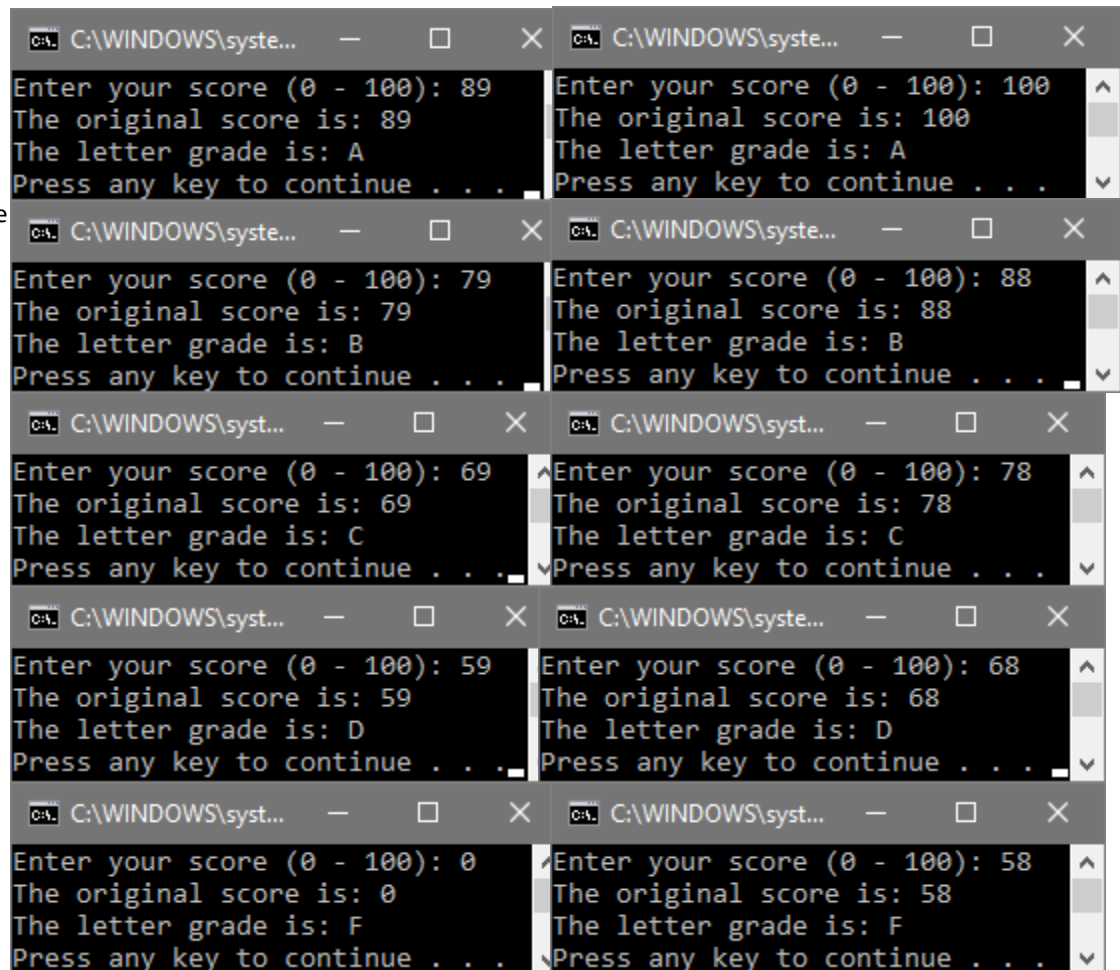 C:\WINDOWS\syste...
Enter your score (0 - 100): 89
The original score is: 89
The letter grade is: A
Press any key to continue . . .
C:\WINDOWS\syste...
Enter your score (0 - 100): 100
The original score is: 100
The letter grade is: A
Press any key to continue . . .
e
C:\WINDOWS\syste...
Enter your score (0 - 100): 79
The original score is: 79
The letter grade is: B
Press any key to continue . . .
C:\WINDOWS\syste...
Enter your score (0 - 100): 88
The original score is: 88
The letter grade is: B
Press any key to continue . . .
C:\WINDOWS\syst...
Enter your score (0 - 100): 69
The original score is: 69
The letter grade is: C
Press any key to continue . . .
C:\WINDOWS\syst...
Enter your score (0 - 100): 78
The original score is: 78
The letter grade is: C
Press any key to continue . . .
C:\WINDOWS\syst...
Enter your score (0 - 100): 59
The original score is: 59
The letter grade is: D
Press any key to continue . . .
C:\WINDOWS\syste...
Enter your score (0 - 100): 68
The original score is: 68
The letter grade is: D
Press any key to continue . . .
C:\WINDOWS\syst...
Enter your score (0 - 100): 0
The original score is: 0
The letter grade is: F
Press any key to continue . . .
C:\WINDOWS\syst...
Enter your score (0 - 100): 58
The original score is: 58
The letter grade is: F
Press any key to continue . . .